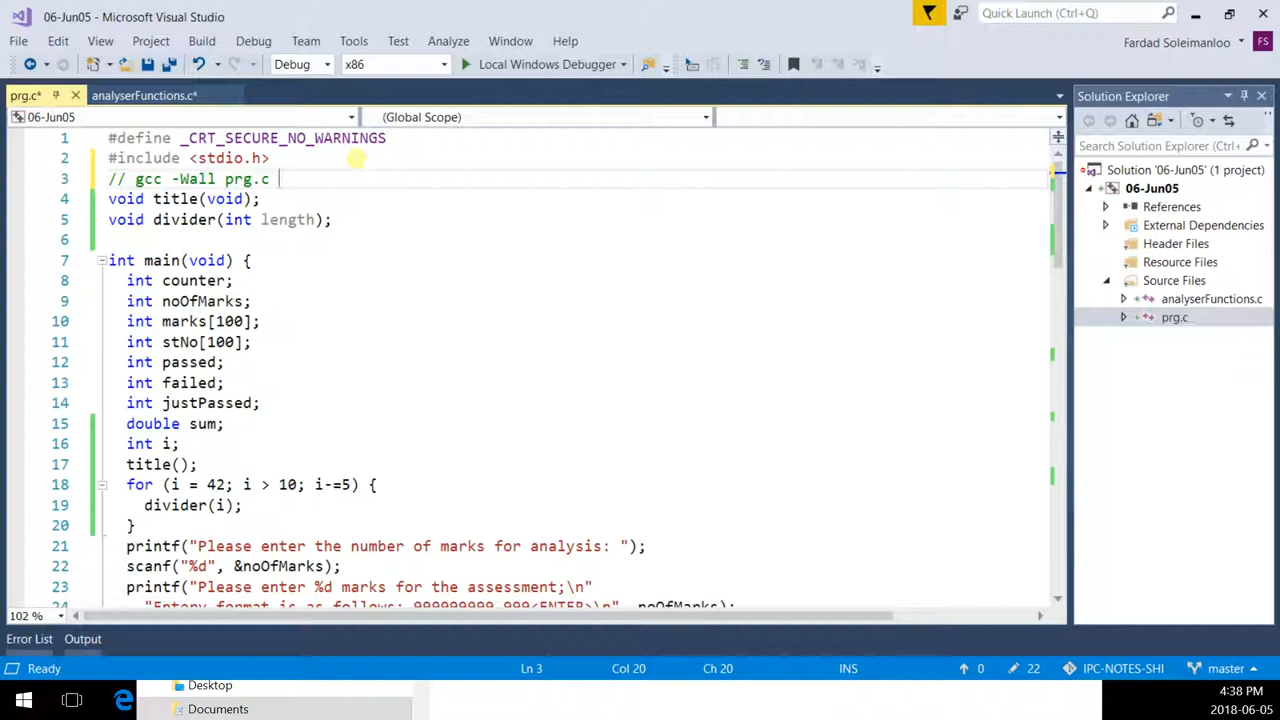 06-Jun05 - Microsoft Visual Studio
Quick Launch (Ctrl+Q)
File Edit View Project Build Debug Team Tools Test Analyze Window Help
Fardad Soleimanloo FS
Debug x86 Local Windows Debugger
prg.c* analyserFunctions.c*
Solution Explorer
06-Jun05 (Global Scope)
Search Solution Explorer (Ctrl+;)
Solution '06-Jun05' (1 project)
06-Jun05
References
External Dependencies
Header Files
Resource Files
Source Files
analyserFunctions.c
prg.c
1 #define _CRT_SECURE_NO_WARNINGS
2 #include <stdio.h>
3 // gcc -Wall prg.c
4 void title(void);
5 void divider(int length);
6
7 int main(void) {
8 int counter;
9 int noOfMarks;
10 int marks[100];
11 int stNo[100];
12 int passed;
13 int failed;
14 int justPassed;
15 double sum;
16 int i;
17 title();
18 for (i = 42; i > 10; i-=5) {
19 divider(i);
20 }
21 printf("Please enter the number of marks for analysis: ");
22 scanf("%d", &noOfMarks);
23 printf("Please enter %d marks for the assessment;\n"
24 "Entery format is as follows: 999999999,999<ENTER>\n", noOfMarks);
102 %
Error List Output
Ready Ln 3 Col 20 Ch 20 INS 0 22 IPC-NOTES-SHI master
Desktop
Documents
4:38 PM
2018-06-05